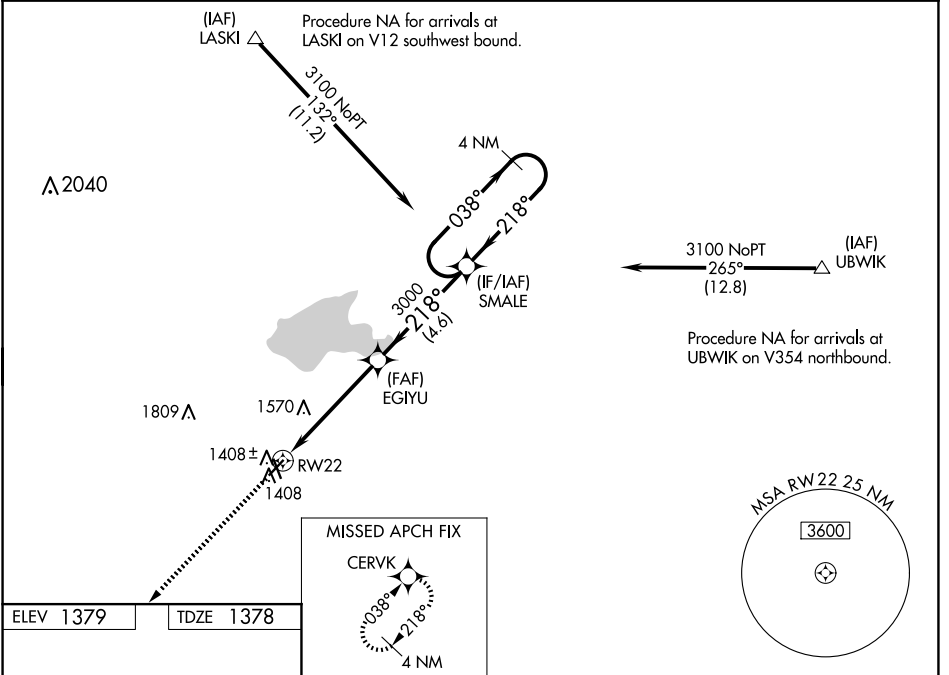 (IAF)
LASKI
Procedure NA for arrivals at
LASKI on V12 southwest bound.
3100 NoPT
132°
(11.2)
4 NM
2040
038°
218°
(IF/IAF)
SMALE
3100 NoPT
265°
(12.8)
(IAF)
UBWIK
3000
218°
(4.6)
Procedure NA for arrivals at
UBWIK on V354 northbound.
(FAF)
EGIYU
1809
1570
1408±
RW22
1408
MSA RW22 25 NM
3600
MISSED APCH FIX
CERVK
038°
218°
4 NM
ELEV 1379
TDZE 1378